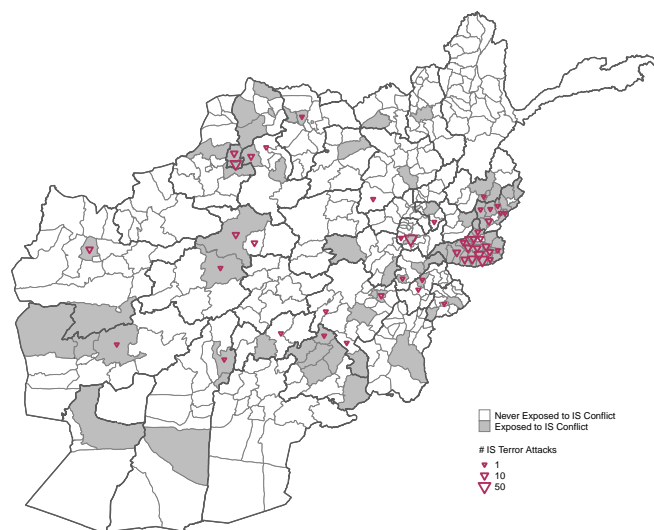 Never Exposed to IS Conflict
Exposed to IS Conflict
# IS Terror Attacks
1
10
50